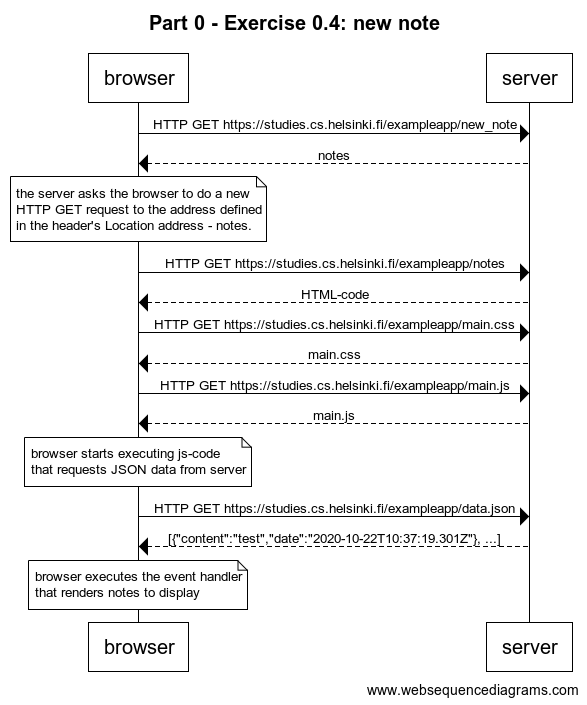 Part 0 - Exercise 0.4: new note
browser
server
HTTP GET https://studies.cs.helsinki.fi/exampleapp/new_note
notes
the server asks the browser to do a new
HTTP GET request to the address defined
in the header's Location address - notes.
HTTP GET https://studies.cs.helsinki.fi/exampleapp/notes
HTML-code
HTTP GET https://studies.cs.helsinki.fi/exampleapp/main.css
main.css
HTTP GET https://studies.cs.helsinki.fi/exampleapp/main.js
main.js
browser starts executing js-code
that requests JSON data from server
HTTP GET https://studies.cs.helsinki.fi/exampleapp/data.json
[{"content":"test","date":"2020-10-22T10:37:19.301Z"}, ...]
browser executes the event handler
that renders notes to display
browser
server
www.websequencediagrams.com